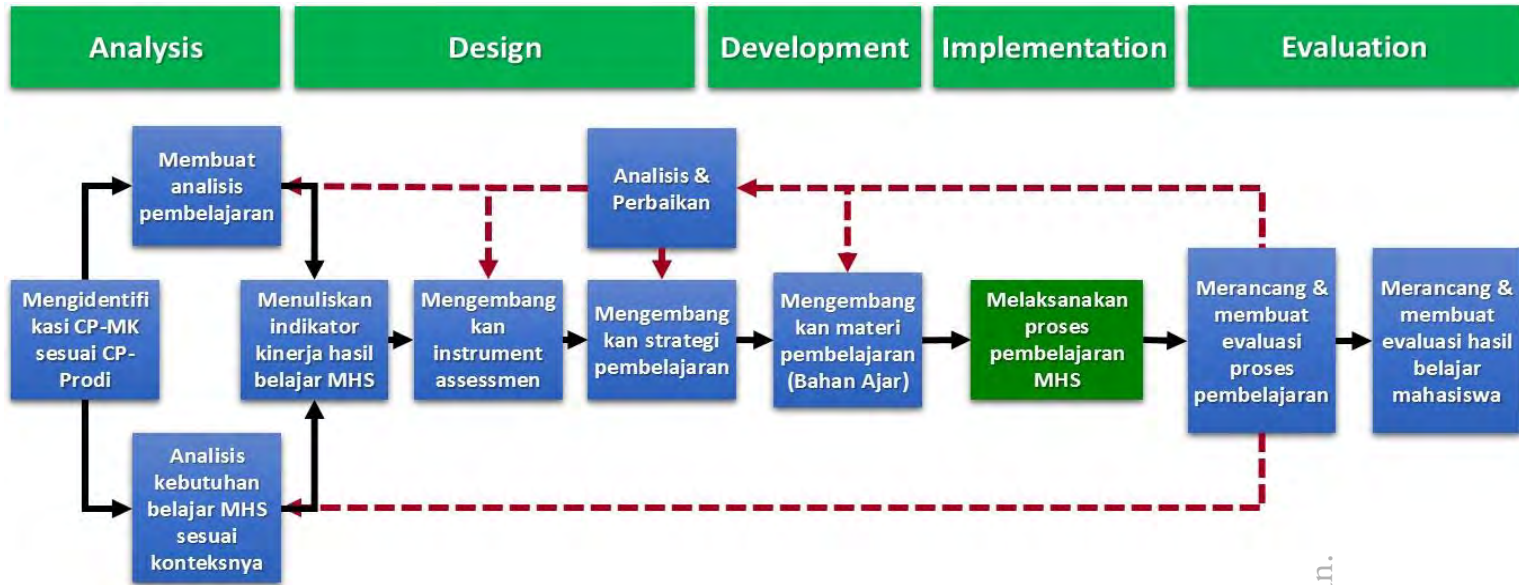 Analysis
Design
Development
Implementation
Evaluation
Membuat
analisis
pembelajaran
Analisis &
Perbaikan
Mengidentifi
kasi CP-MK
sesuai CP-
Prodi
Menuliskan
indikator
kinerja hasil
belajar MHS
Mengembang
kan
instrument
assessmen
Mengembang
kan strategi
pembelajaran
Mengembang
kan materi
pembelajaran
(Bahan Ajar)
Melaksanakan
proses
pembelajaran
MHS
Merancang &
membuat
evaluasi
proses
pembelajaran
Merancang &
membuat
evaluasi hasil
belajar
mahasiswa
Analisis
kebutuhan
belajar MHS
sesuai
konteksnya
n.